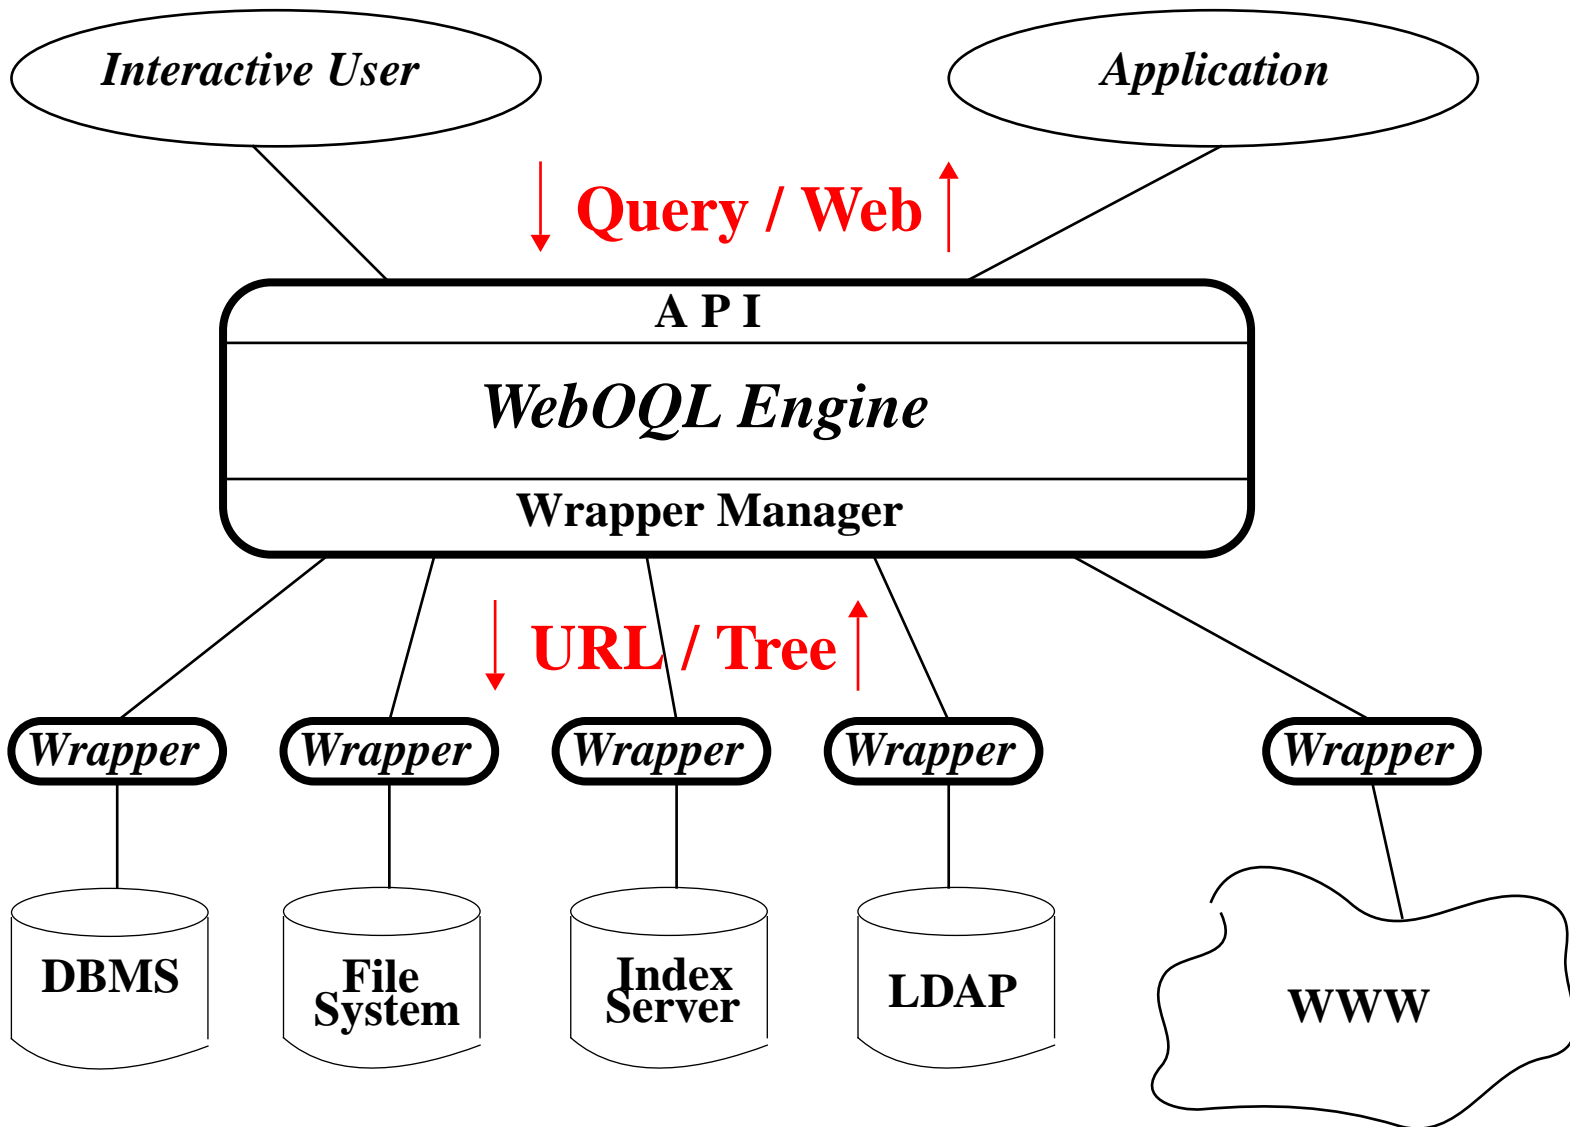 Interactive User
Application
Query / Web
A P I
WebOQL Engine
Wrapper Manager
URL / Tree
Wrapper
Wrapper
Wrapper
Wrapper
Wrapper
DBMS
File
System
Index
Server
LDAP
WWW